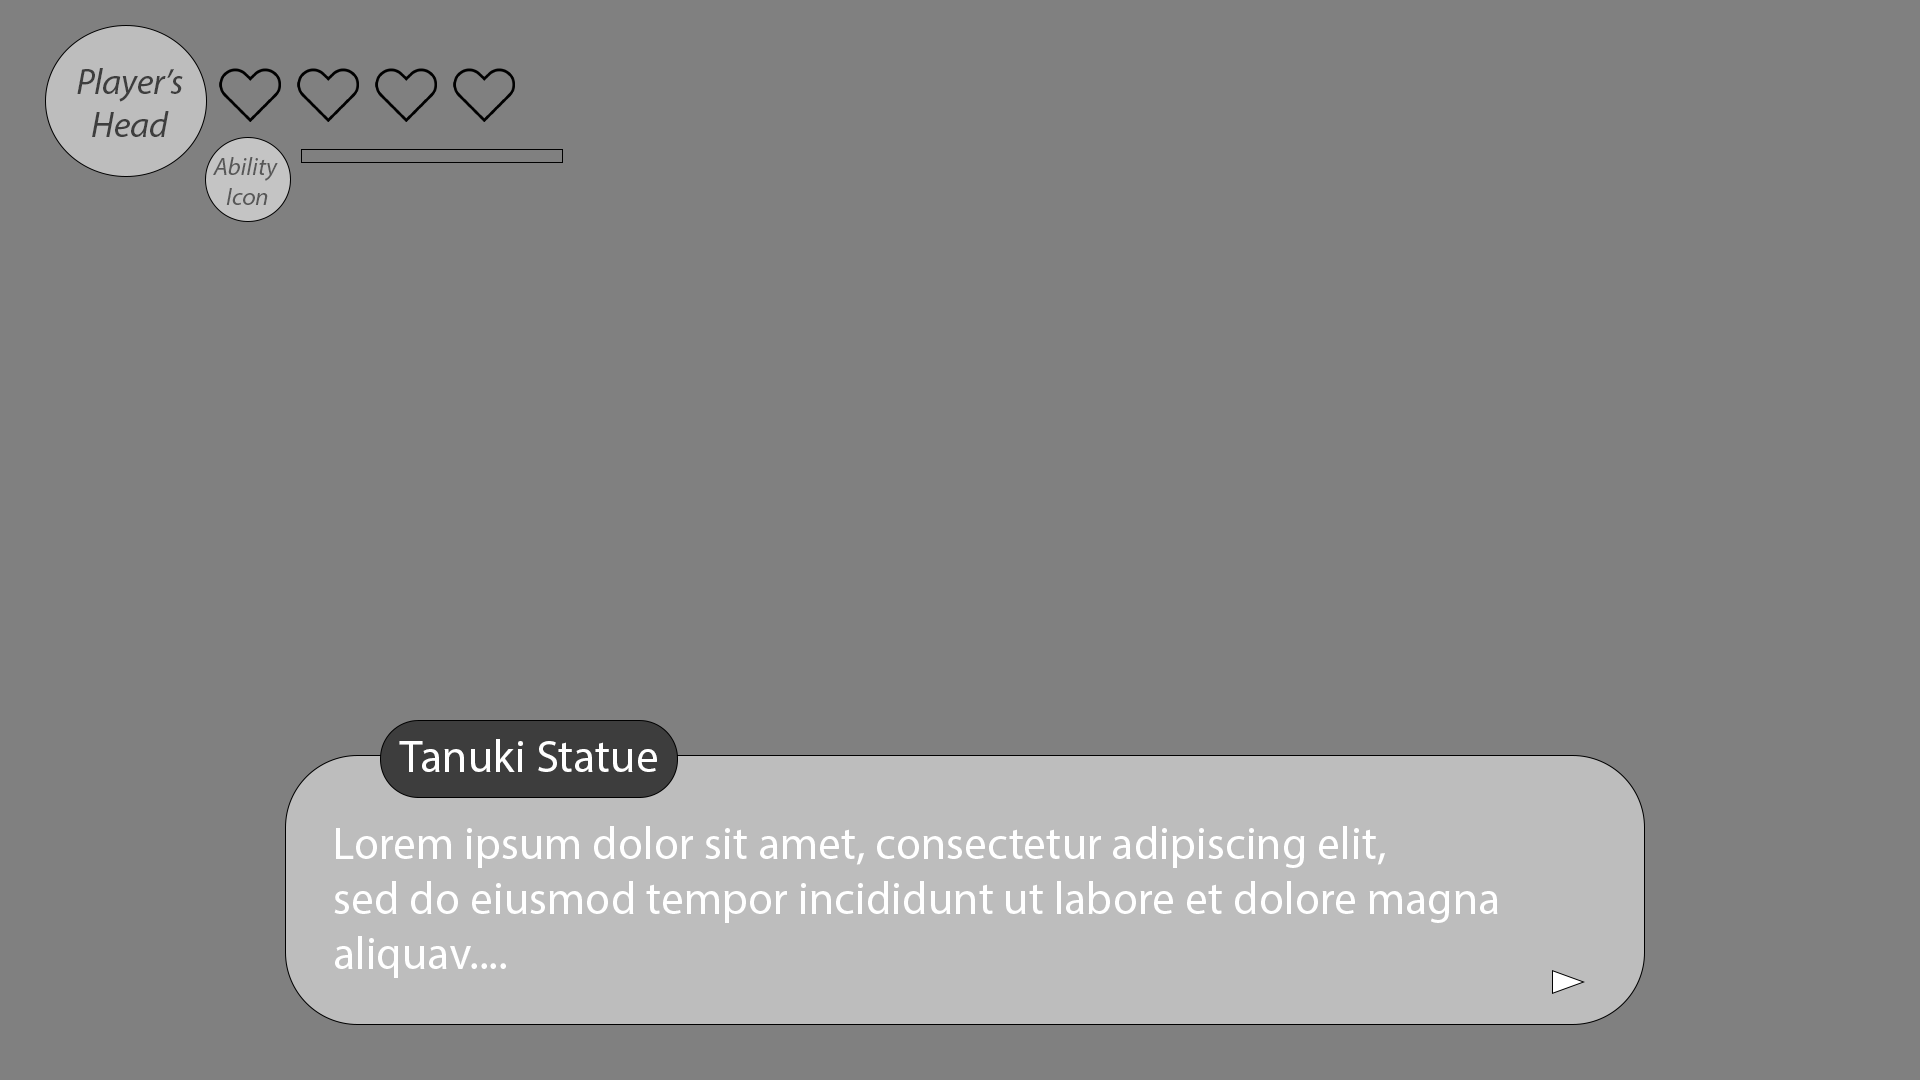 Player’s
Head
Ability
Icon
Tanuki Statue
Lorem ipsum dolor sit amet, consectetur adipiscing elit,
sed do eiusmod tempor incididunt ut labore et dolore magna
aliquav....